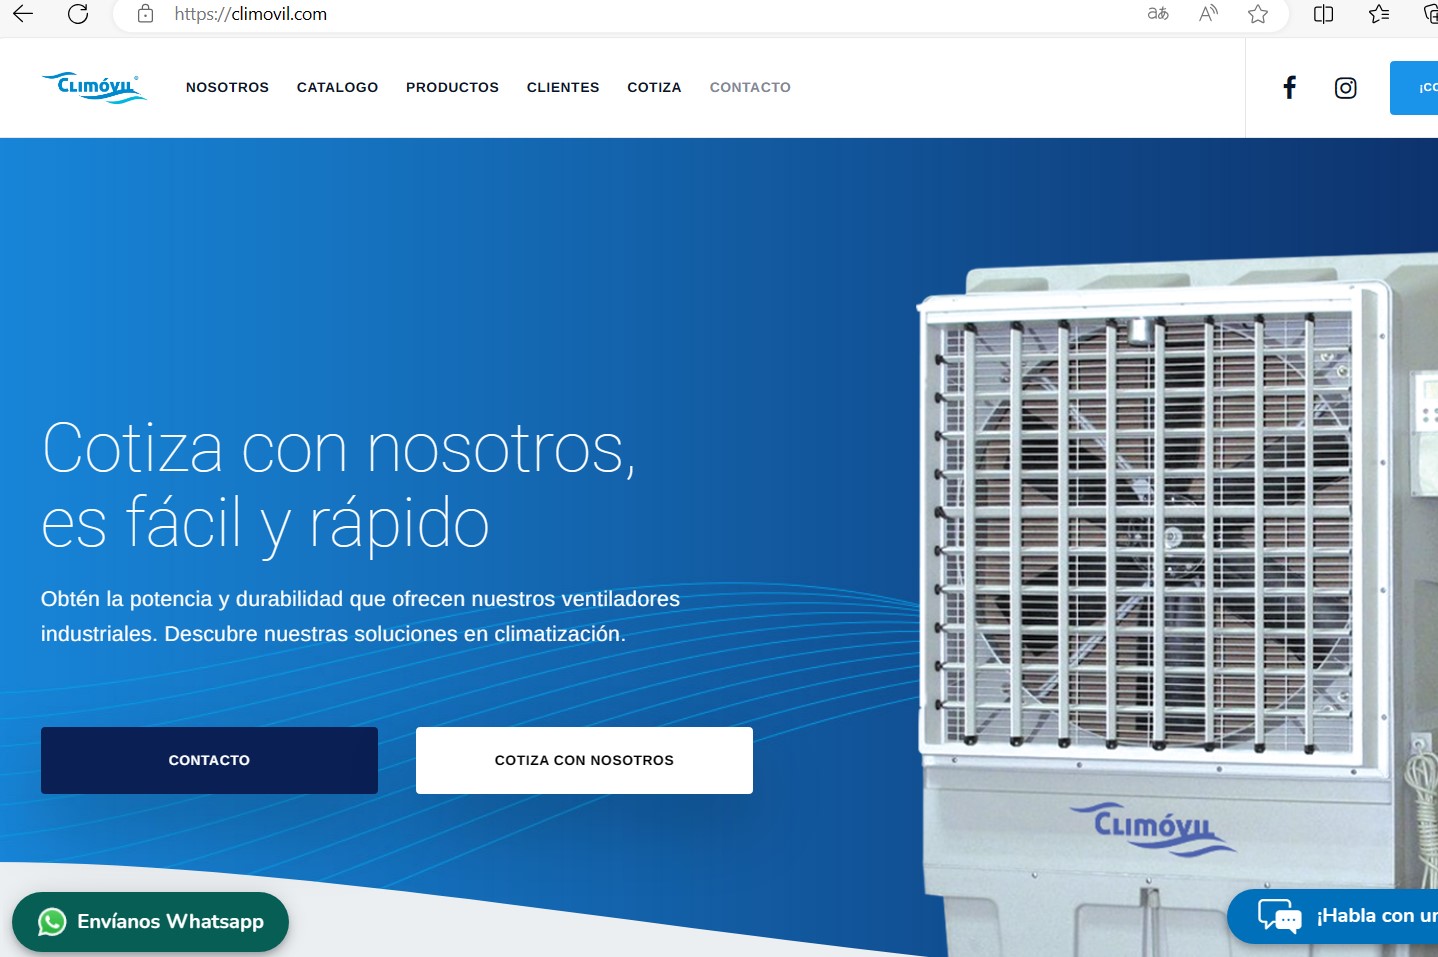 https://climovil.com
Climóvil
NOSOTROS CATALOGO PRODUCTOS CLIENTES COTIZA CONTACTO
Cotiza con nosotros,
es fácil y rápido
Obtén la potencia y durabilidad que ofrecen nuestros ventiladores
industriales. Descubre nuestras soluciones en climatización.
CONTACTO
COTIZA CON NOSOTROS
Climóvil
Envíanos Whatsapp
¡Habla con